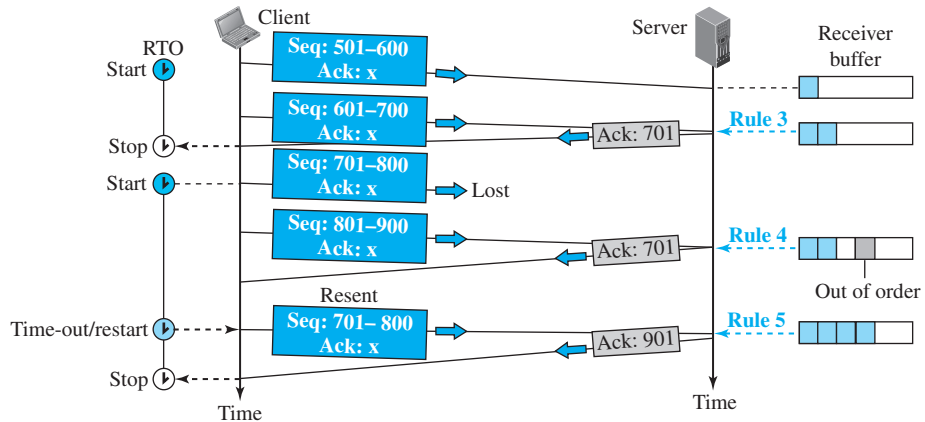 Client
Server
RTO
Receiver
buffer
Start
Seq: 501–600
Ack: x
Seq: 601–700
Ack: x
Rule 3
Ack: 701
Stop
Seq: 701–800
Ack: x
Start
Lost
Seq: 801–900
Ack: x
Rule 4
Ack: 701
Out of order
Resent
Time-out/restart
Seq: 701– 800
Ack: x
Rule 5
Ack: 901
Stop
Time
Time